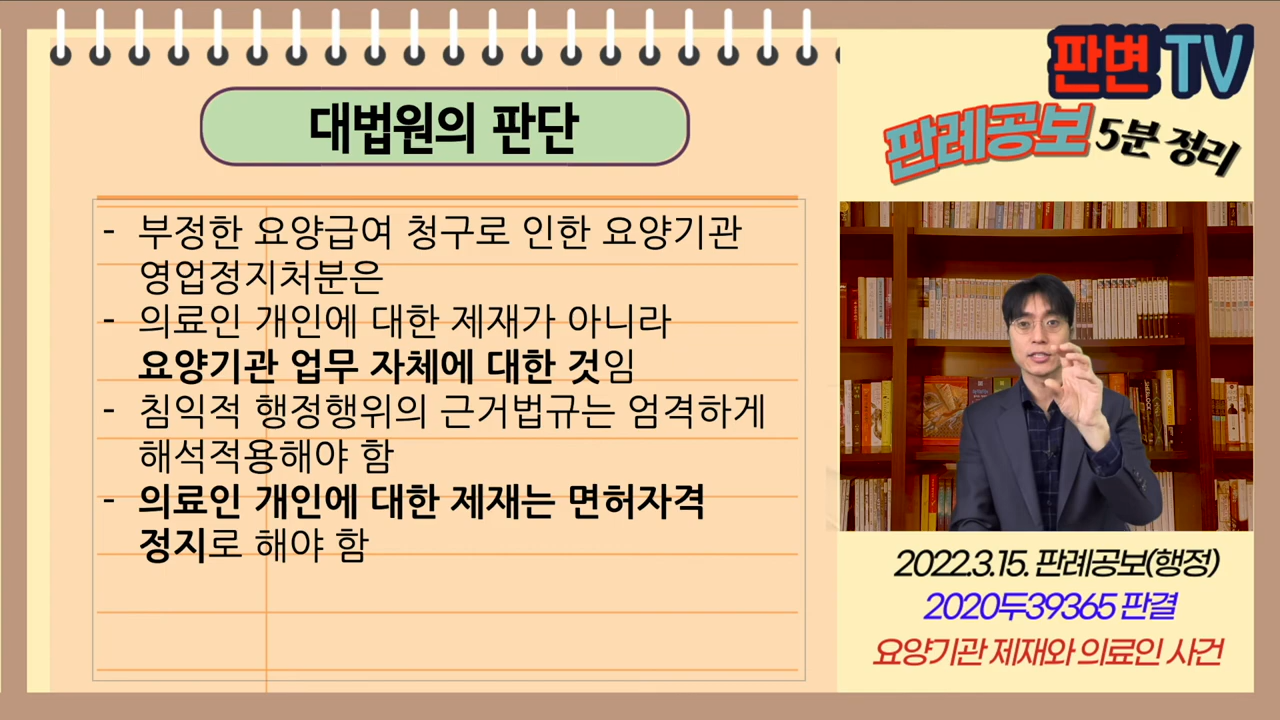 대법원의 판단
- 부정한 요양급여 청구로 인한 요양기관
영업정지처분은
- 의료인 개인에 대한 제재가 아니라
요양기관 업무 자체에 대한 것임
- 침익적 행정행위의 근거법규는 엄격하게
해석적용해야 함
- 의료인 개인에 대한 제재는 면허자격
정지로 해야 함
판변 TV
판례공보 5분 정리
2022.3.15. 판례공보(행정)
2020두39365 판결
요양기관 제재와 의료인 사건